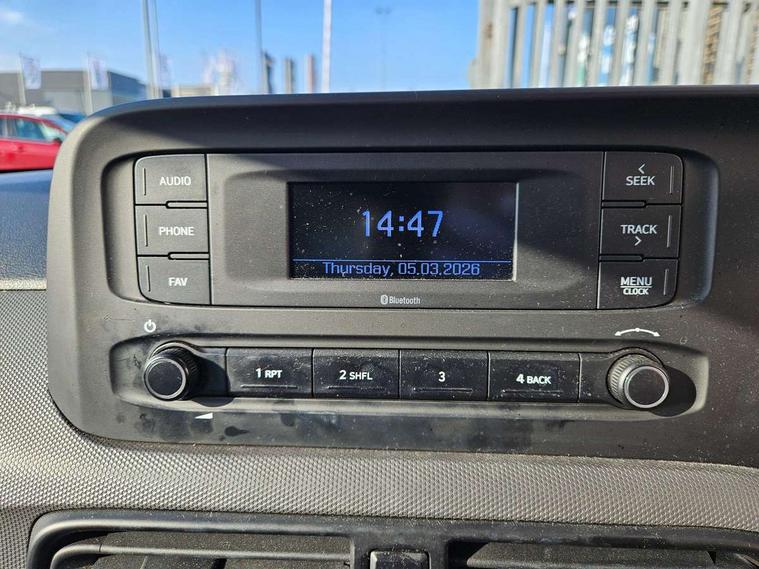 AUDIO
SEEK
14:47
PHONE
TRACK
FAV
Thursday, 05.03.2026
MENU
CLOCK
Bluetooth
1 RPT
2 SHFL
3
4 BACK